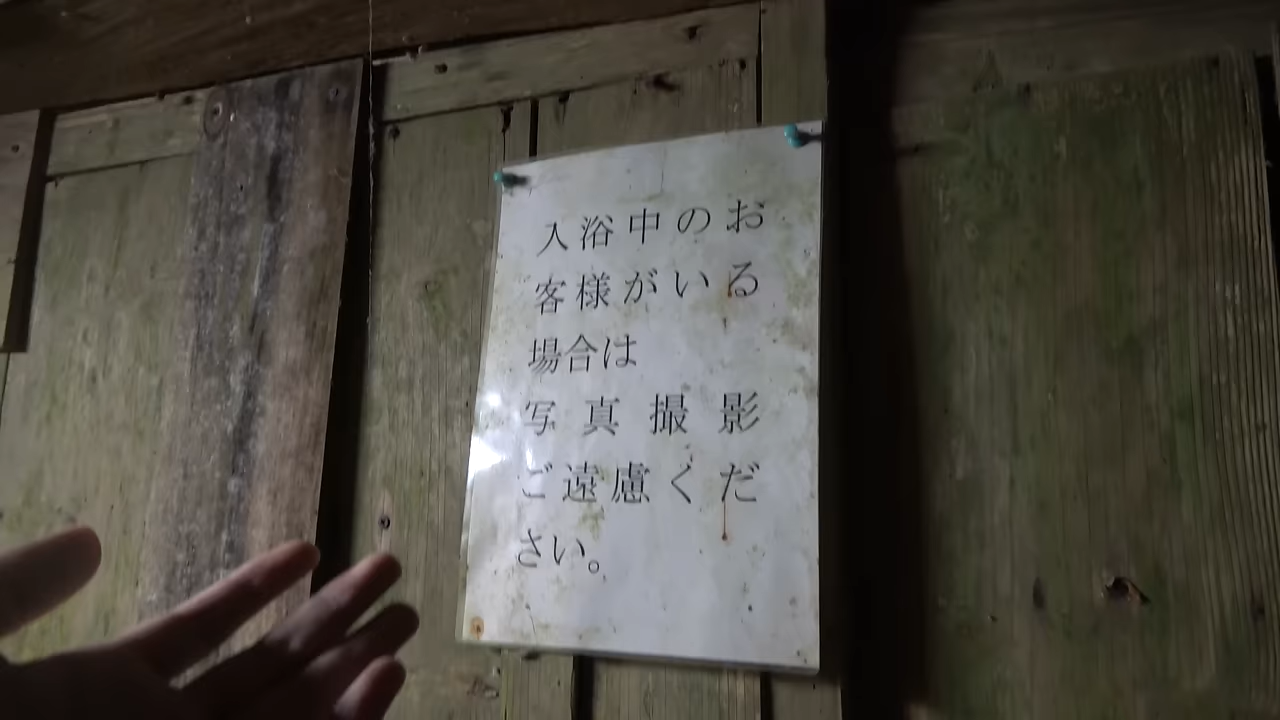 入浴中のお
客様がいる
場合は
写真撮影
ご遠慮くだ
さい。